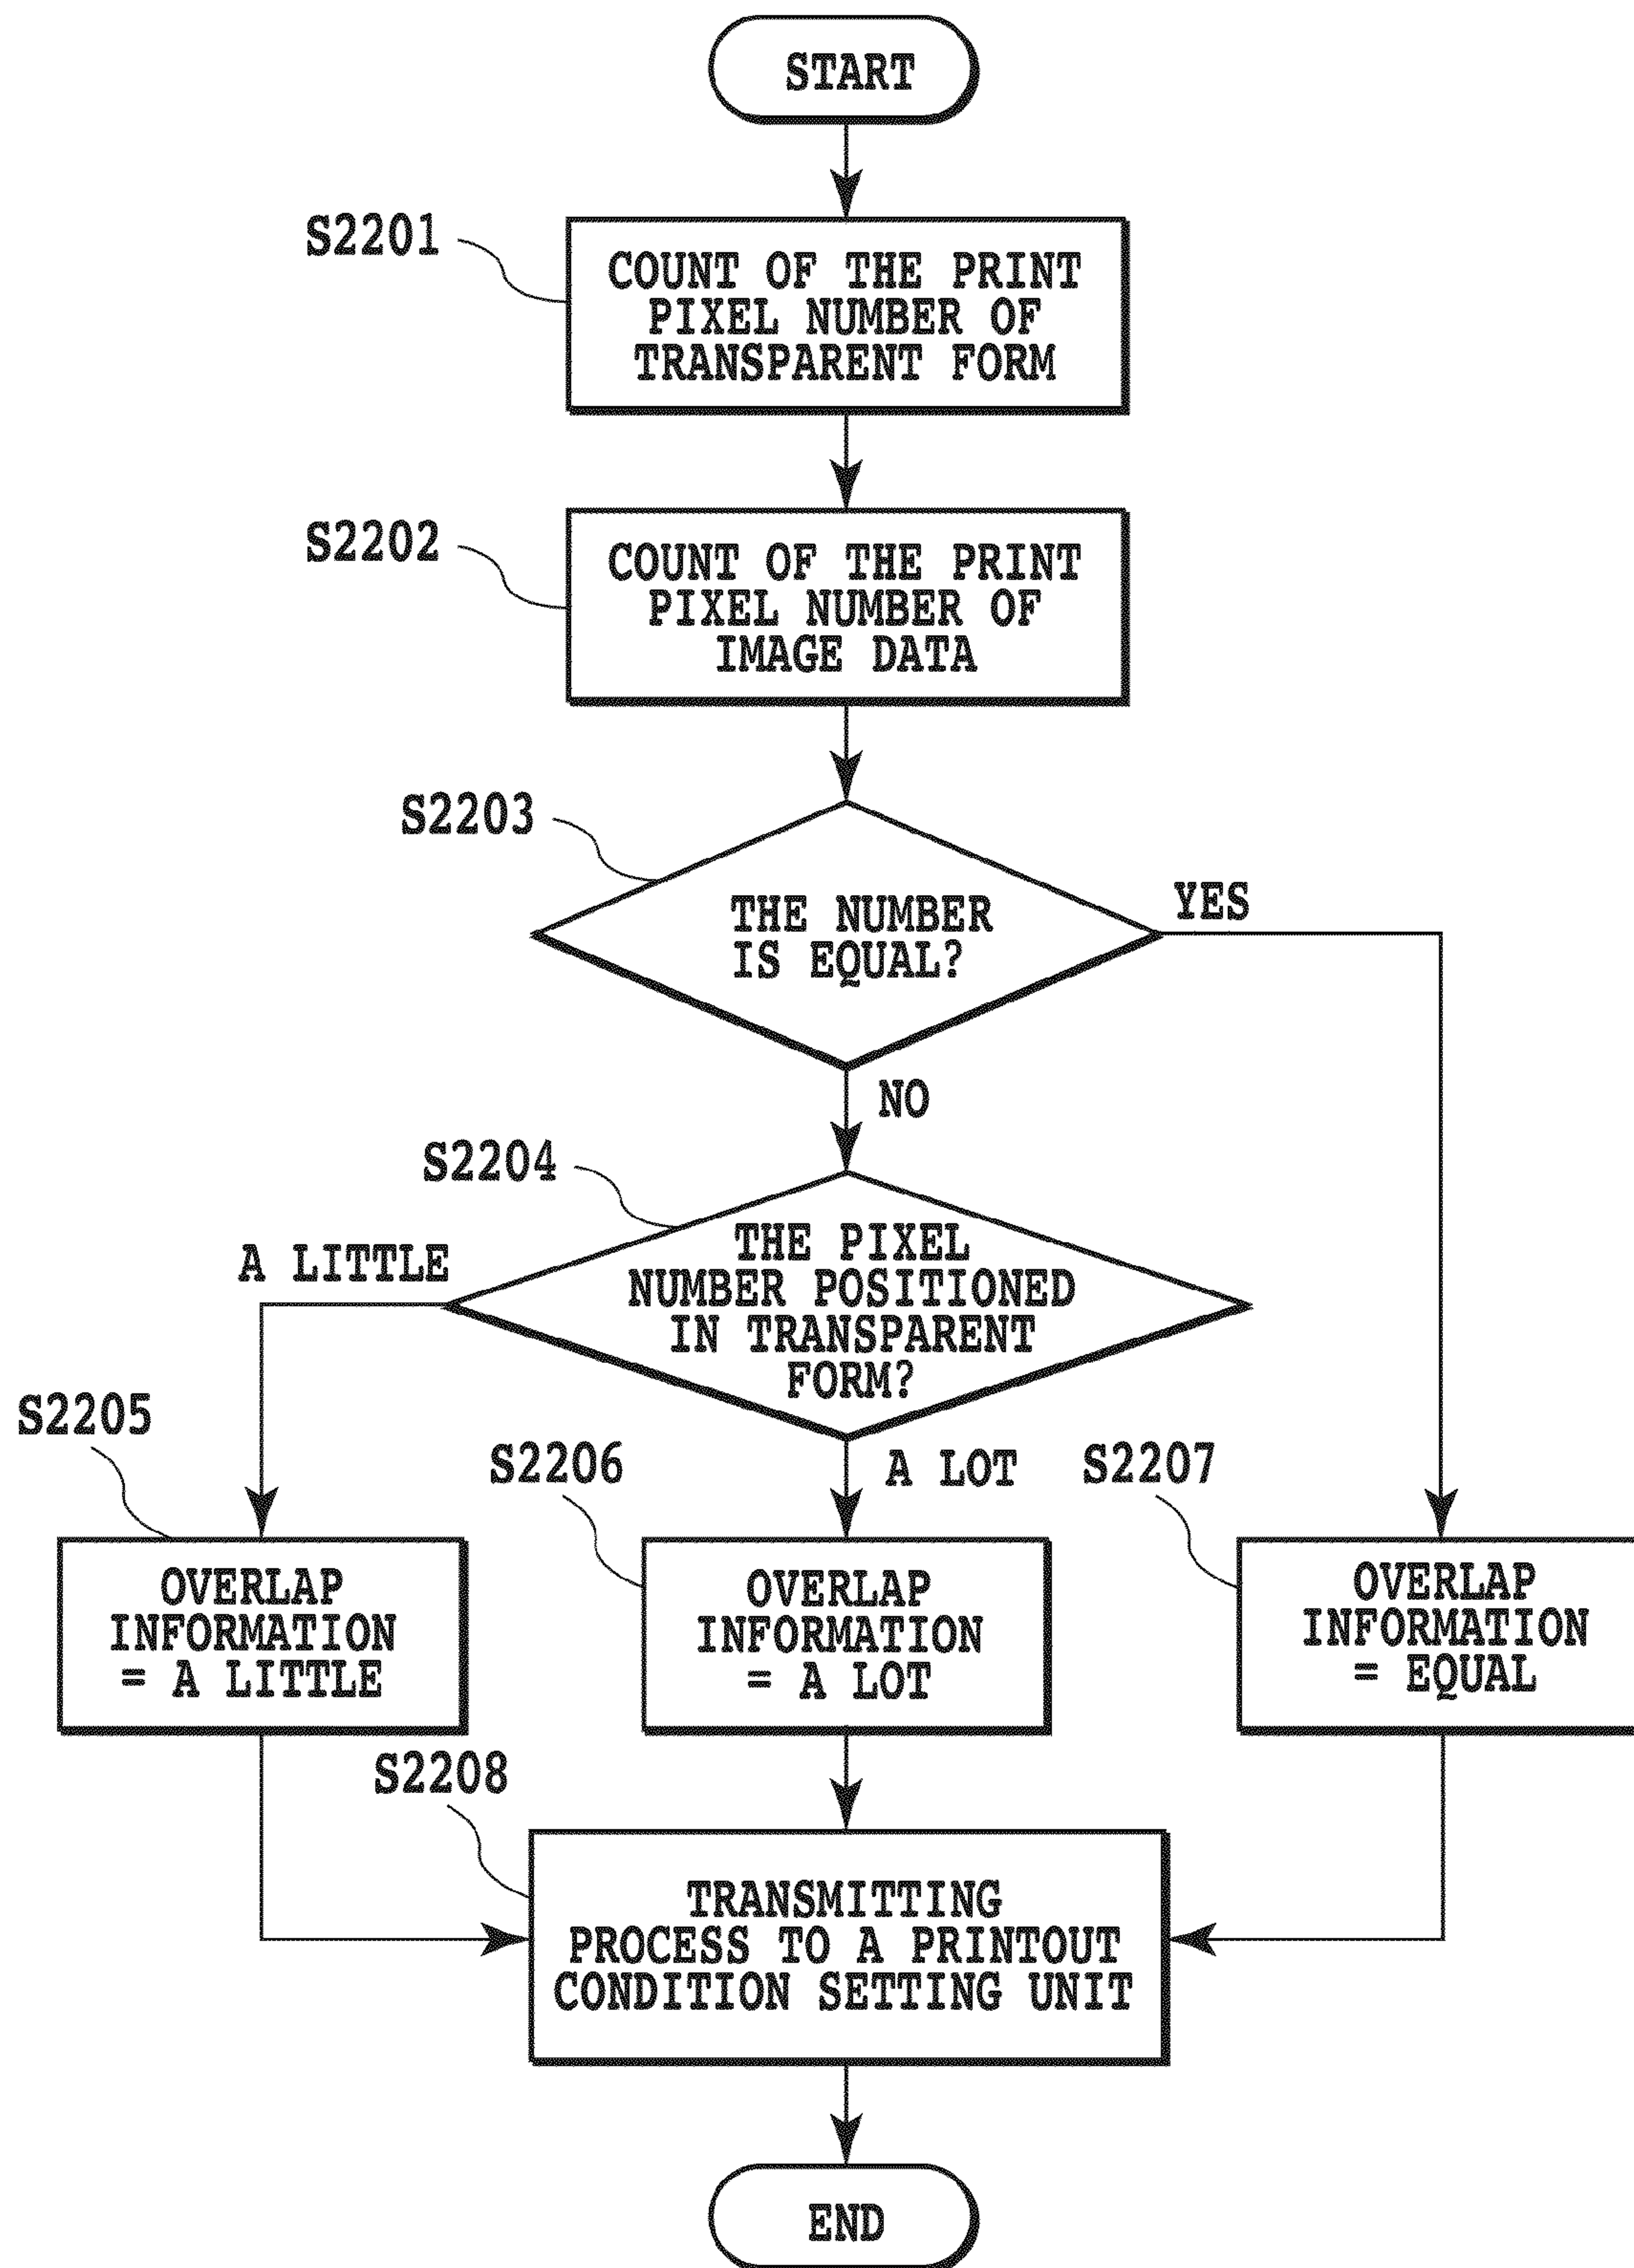 START
S2201
COUNT OF THE PRINT
PIXEL NUMBER OF
TRANSPARENT FORM
S2202
COUNT OF THE PRINT
PIXEL NUMBER OF
IMAGE DATA
S2203
THE NUMBER
IS EQUAL?
YES
NO
S2204
THE PIXEL
NUMBER POSITIONED
IN TRANSPARENT
FORM?
A LITTLE
A LOT
S2205
OVERLAP
INFORMATION
= A LITTLE
S2206
OVERLAP
INFORMATION
= A LOT
S2207
OVERLAP
INFORMATION
= EQUAL
S2208
TRANSMITTING
PROCESS TO A PRINTOUT
CONDITION SETTING UNIT
END